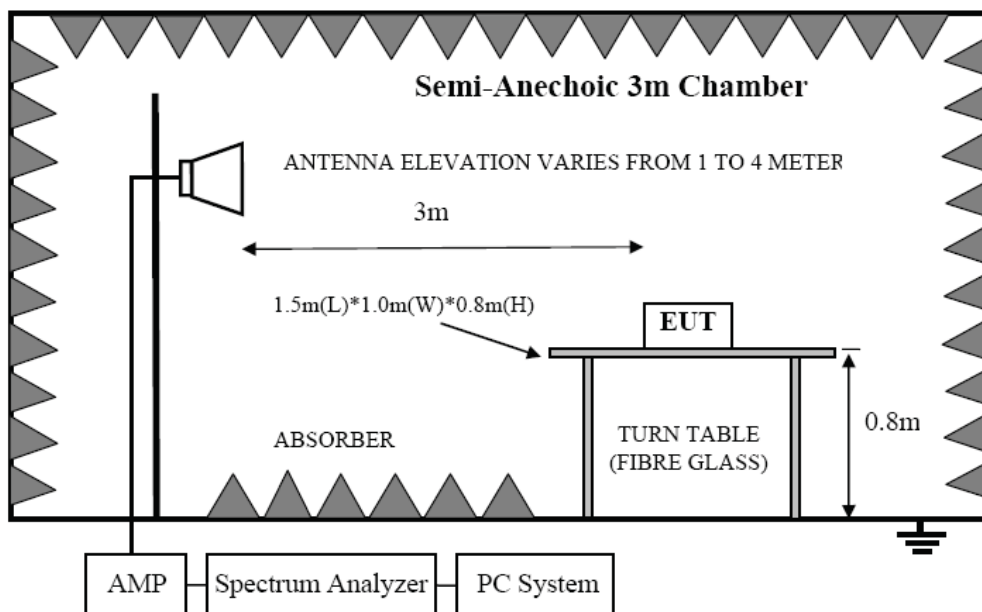 Semi-Anechoic 3m Chamber
ANTENNA ELEVATION VARIES FROM 1 TO 4 METER
3m
1.5m(L)*1.0m(W)*0.8m(H)
EUT
0.8m
ABSORBER
TURN TABLE
(FIBRE GLASS)
AMP
Spectrum Analyzer
PC System